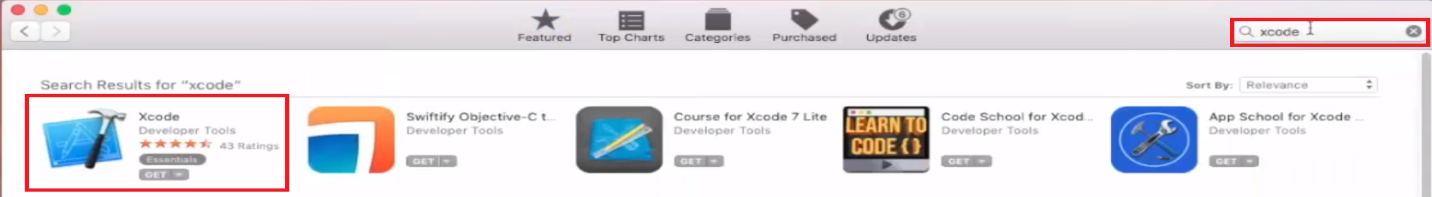 6
Featured Top Charts Categories Purchased Updates
xcode
Search Results for “xcode”
Sort By: Relevance
Xcode
Developer Tools
43 Ratings
Essentials
GET
Swiftify Objective-C t...
Developer Tools
GET
Course for Xcode 7 Lite
Developer Tools
GET
LEARN TO
CODE { }
Code School for Xcod...
Developer Tools
GET
App School for Xcode ...
Developer Tools
GET